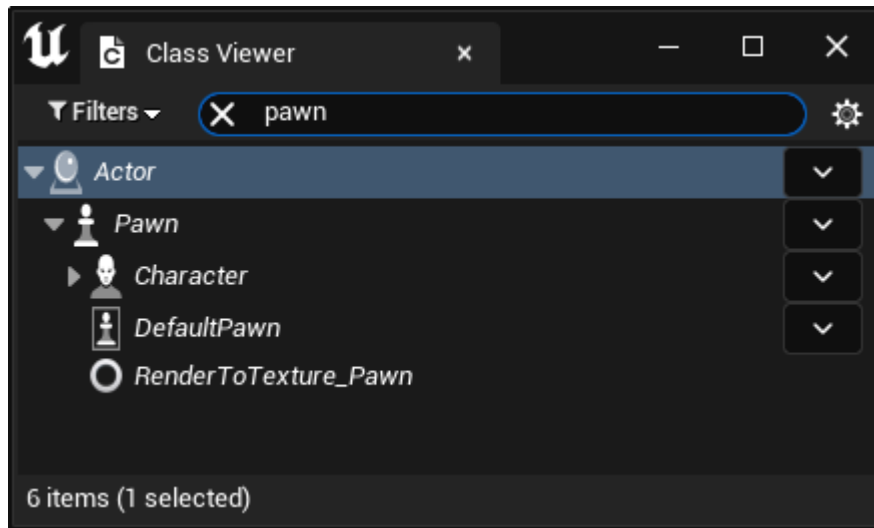 Class Viewer
Filters pawn
Actor
Pawn
Character
DefaultPawn
RenderToTexture_Pawn
6 items (1 selected)